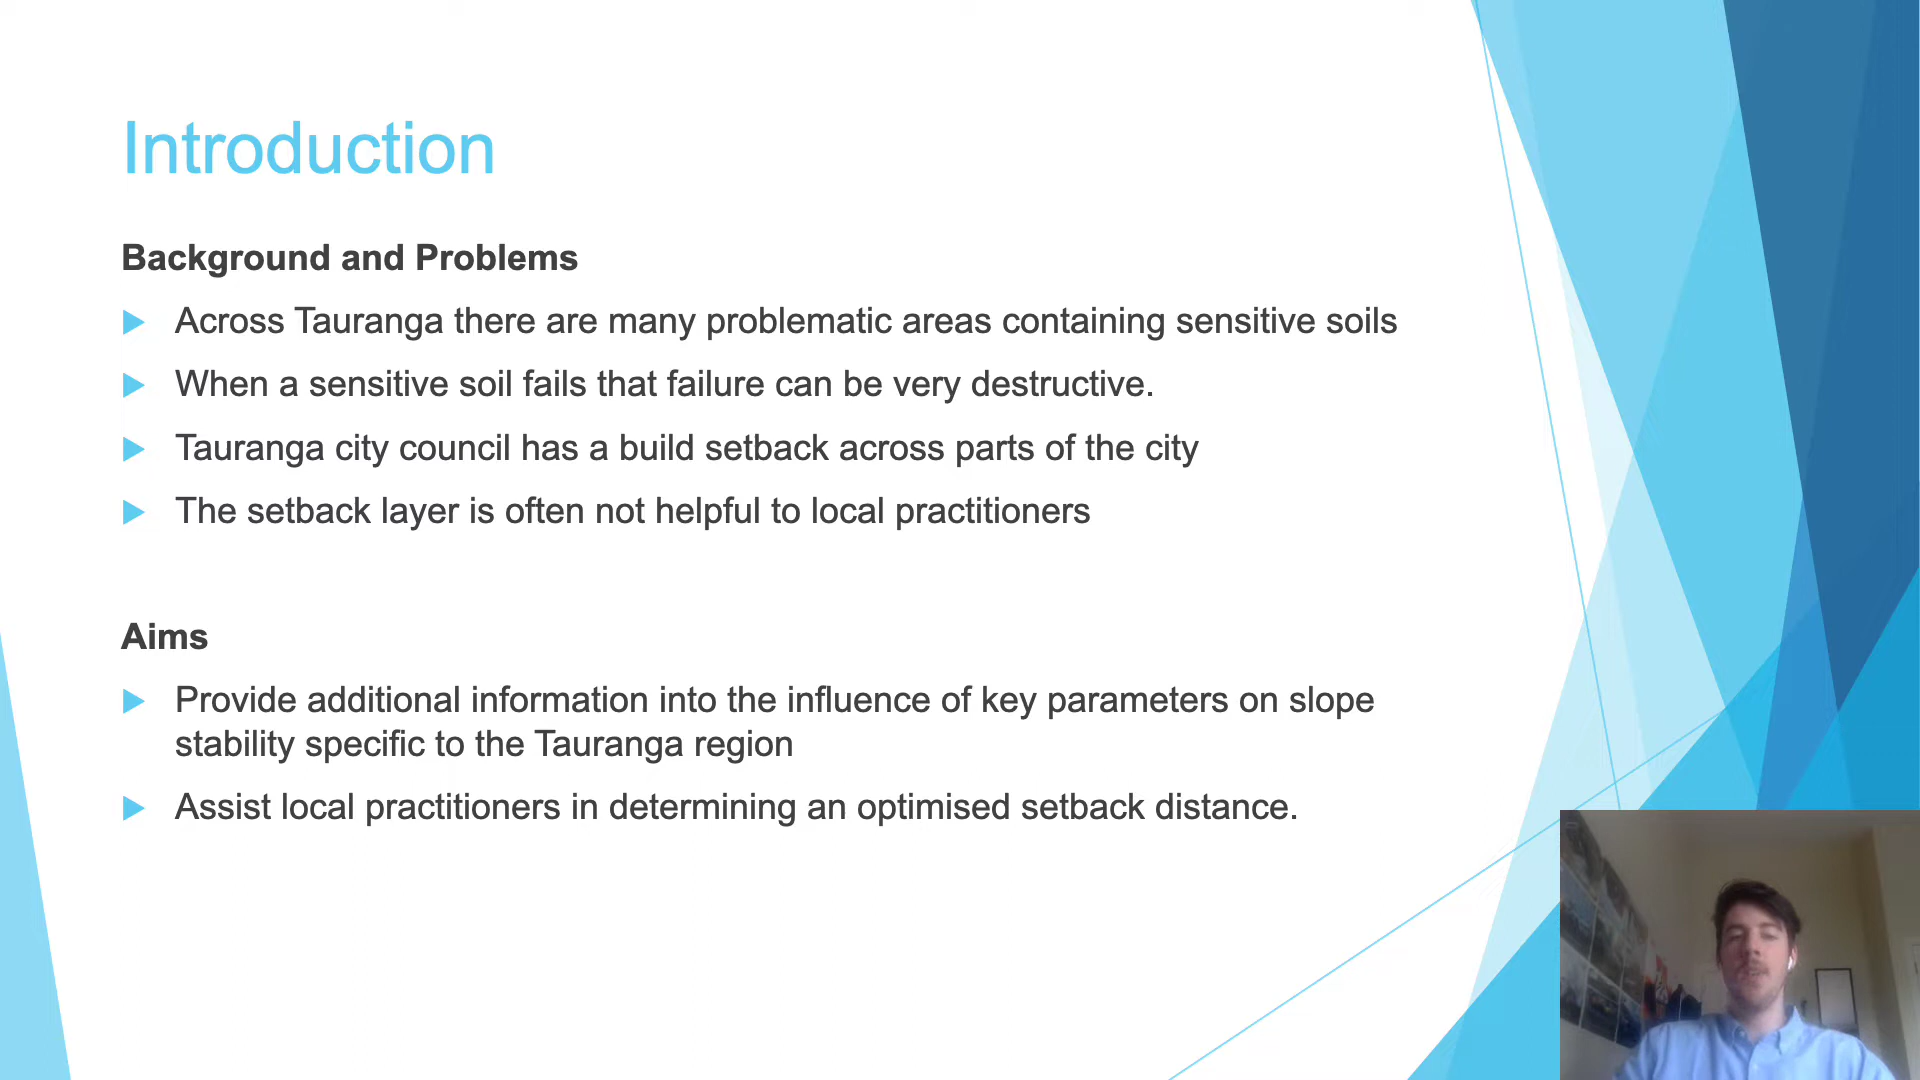 Introduction
Background and Problems
Across Tauranga there are many problematic areas containing sensitive soils
When a sensitive soil fails that failure can be very destructive.
Tauranga city council has a build setback across parts of the city
The setback layer is often not helpful to local practitioners
Aims
Provide additional information into the influence of key parameters on slope
stability specific to the Tauranga region
Assist local practitioners in determining an optimised setback distance.